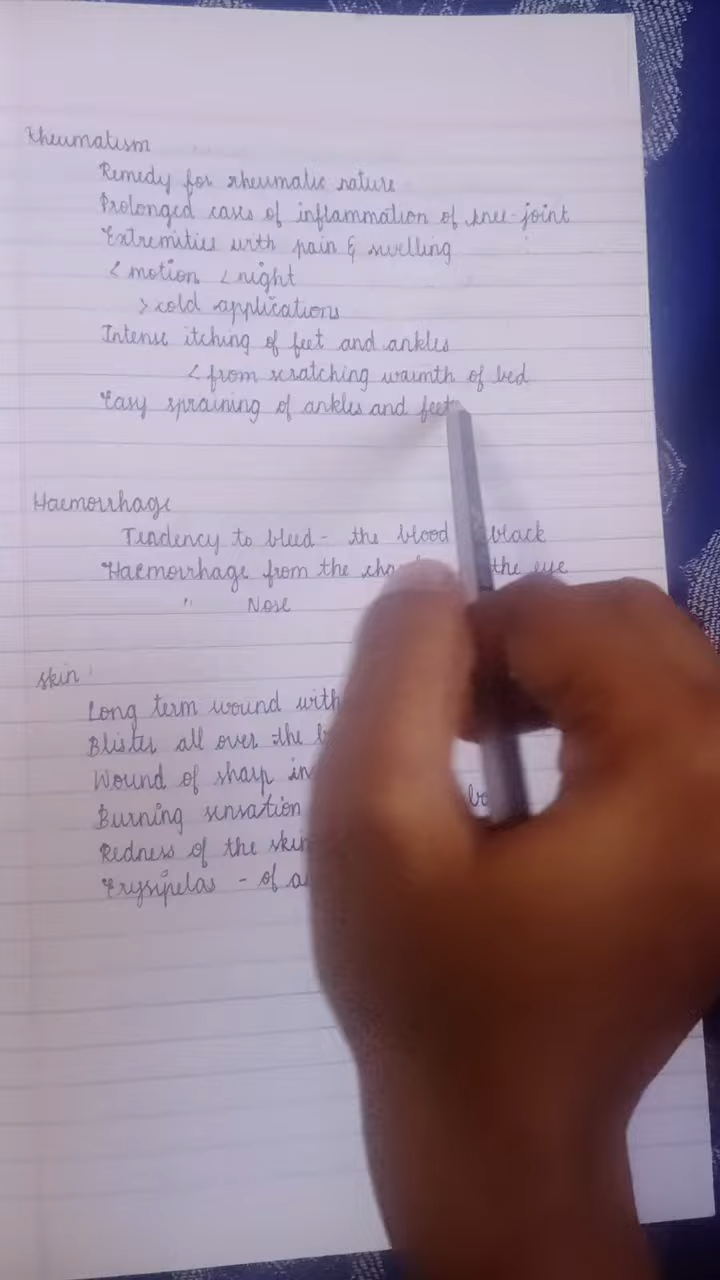 Rheumatism
Remedy for rheumatic nature
Prolonged cases of inflammation of knee-joint
Extremities with pain & swelling
< motion < night
> cold applications
Intense itching of feet and ankles
< from scratching warmth of bed
Easy spraining of ankles and feet
Haemorrhage
Tendency to bleed - the blood black
Haemorrhage from the the eye
" Nose
Skin
Long term wound with
Blister all over the
Wound of sharp
Burning sensation
Redness of the skin
Erysipelas - of